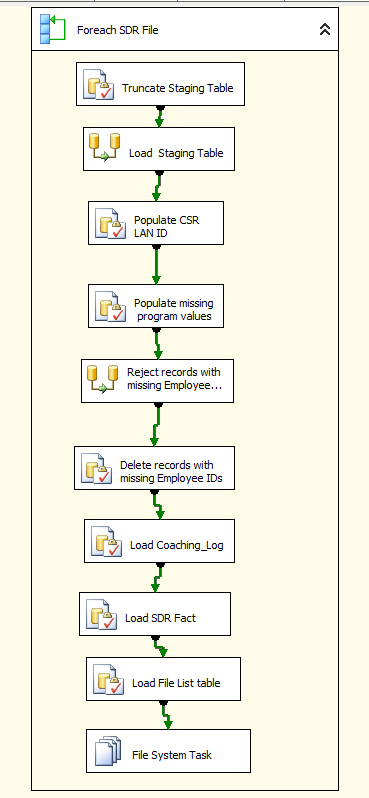 Foreach SDR File
Truncate Staging Table
Load  Staging Table
Populate CSR
LAN ID
Populate missing
program values
Reject records with
missing Employee...
Delete records with
missing Employee IDs
Load Coaching_Log
Load SDR Fact
Load File List table
File System Task